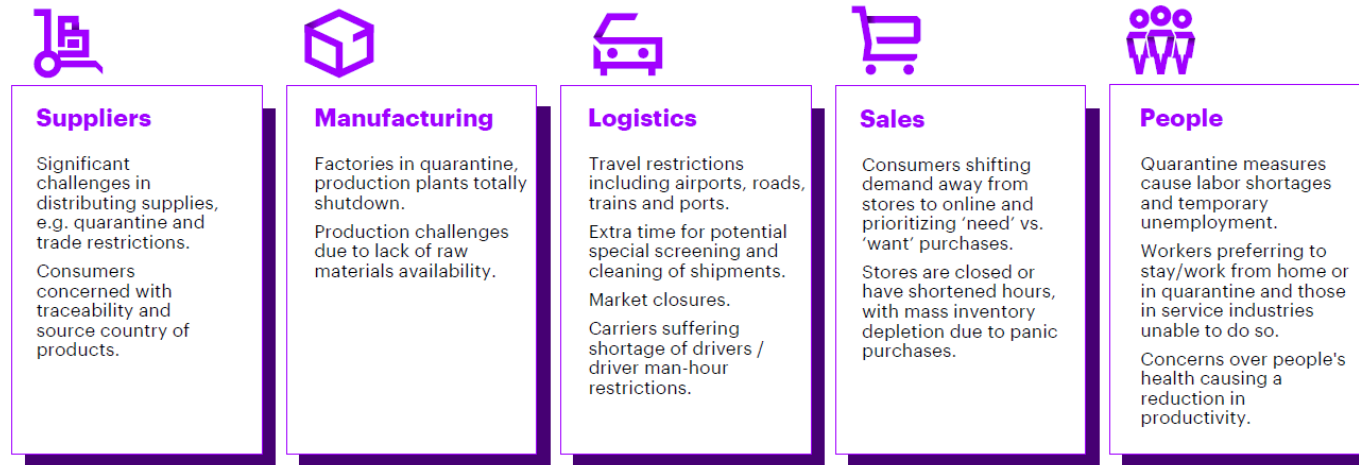 Suppliers
Significant
challenges in
distributing supplies,
e.g. quarantine and
trade restrictions.
Consumers
concerned with
traceability and
source country of
products.
Manufacturing
Factories in quarantine,
production plants totally
shutdown.
Production challenges
due to lack of raw
materials availability.
Logistics
Travel restrictions
including airports, roads,
trains and ports.
Extra time for potential
special screening and
cleaning of shipments.
Market closures.
Carriers suffering
shortage of drivers /
driver man-hour
restrictions.
Sales
Consumers shifting
demand away from
stores to online and
prioritizing ‘need’ vs.
‘want’ purchases.
Stores are closed or
have shortened hours,
with mass inventory
depletion due to panic
purchases.
People
Quarantine measures
cause labor shortages
and temporary
unemployment.
Workers preferring to
stay/work from home or
in quarantine and those
in service industries
unable to do so.
Concerns over people's
health causing a
reduction in
productivity.